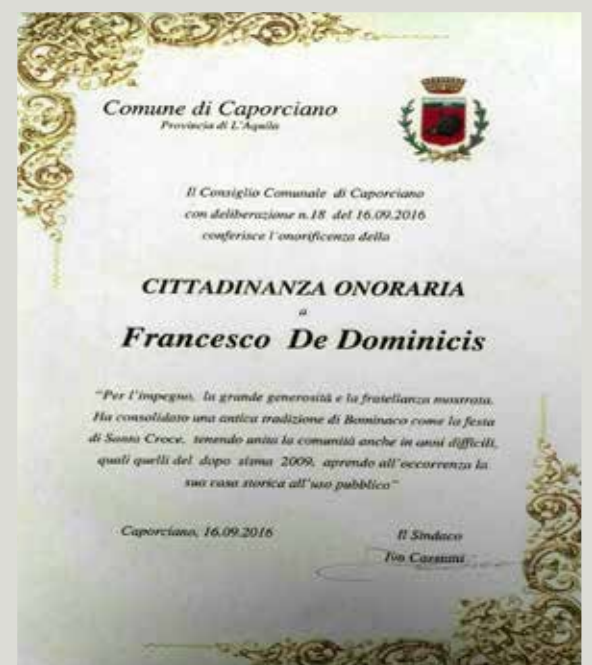 Comune di Caporciano
Provincia di L'Aquila
Il Consiglio Comunale di Caporciano
con deliberazione n.18 del 16.09.2016
conferisce l'onorificenza della
CITTADINANZA ONORARIA
a
Francesco De Dominicis
"Per l'impegno, la grande generosità e la fratellanza mostrata.
Ha consolidato una antica tradizione di Bominaco come la festa
di Santa Croce, tenendo unita la comunità anche in anni difficili,
quali quelli del dopo sisma 2009, aprendo all'occorrenza la
sua casa storica all'uso pubblico"
Caporciano, 16.09.2016
Il Sindaco
Ivo Cassiani